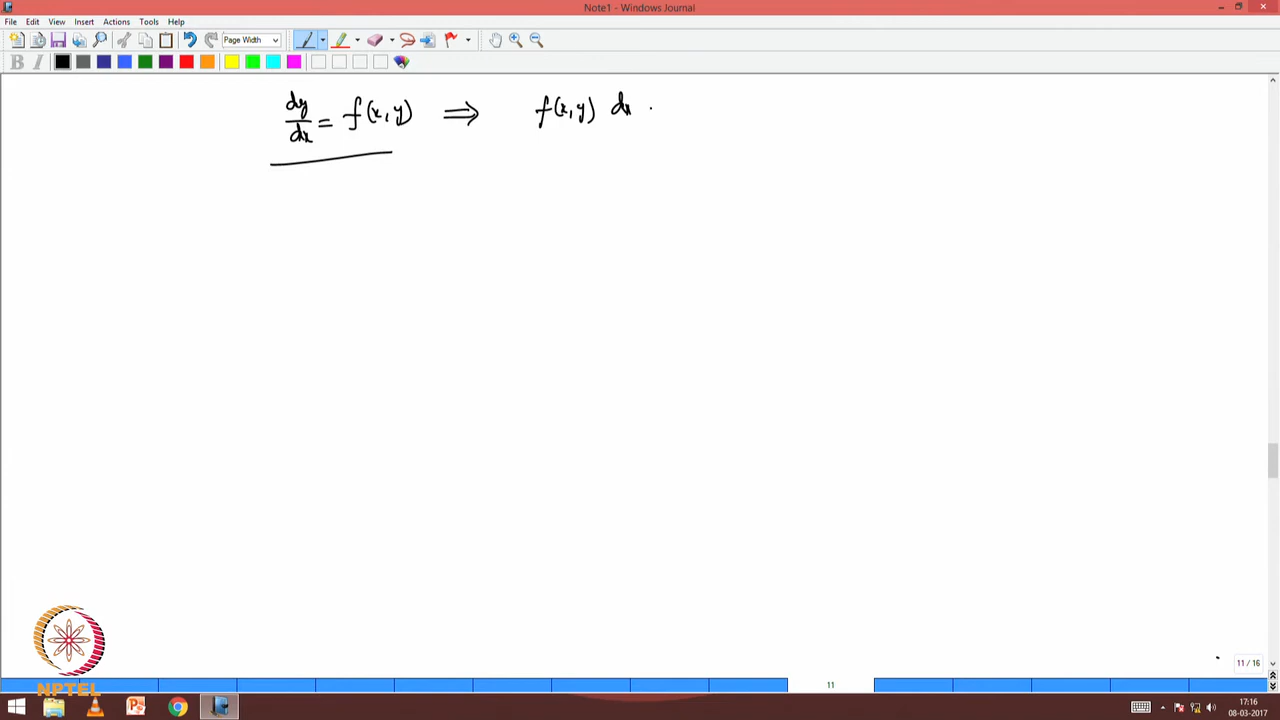 Note1 - Windows Journal
File Edit View Insert Actions Tools Help
Page Width
B I
dy/dx = f(x,y) ⟹ f(x,y) dx
NPTEL
11 / 16
11
17:16
08-03-2017